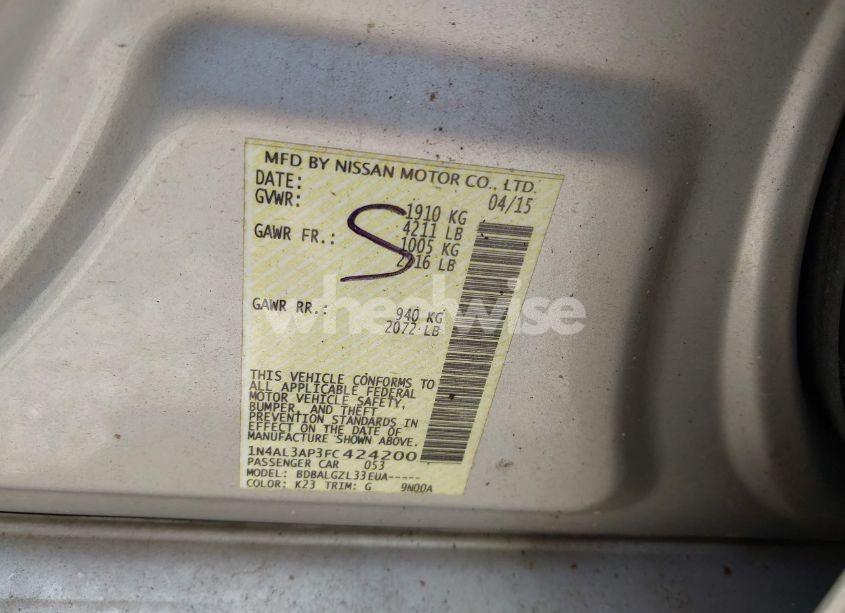 MFD BY NISSAN MOTOR CO., LTD.
DATE: 04/15
GVWR: 1910 KG
4211 LB
GAWR FR.: 1005 KG
2216 LB
S
wheelwise
GAWR RR.: 940 KG
2072 LB
THIS VEHICLE CONFORMS TO
ALL APPLICABLE FEDERAL
MOTOR VEHICLE SAFETY,
BUMPER, AND THEFT
PREVENTION STANDARDS IN
EFFECT ON THE DATE OF
MANUFACTURE SHOWN ABOVE.
1N4AL3AP3FC424200
PASSENGER CAR 053
MODEL: BDBALGZL33EUA-----
COLOR: K23 TRIM: G 9N00A